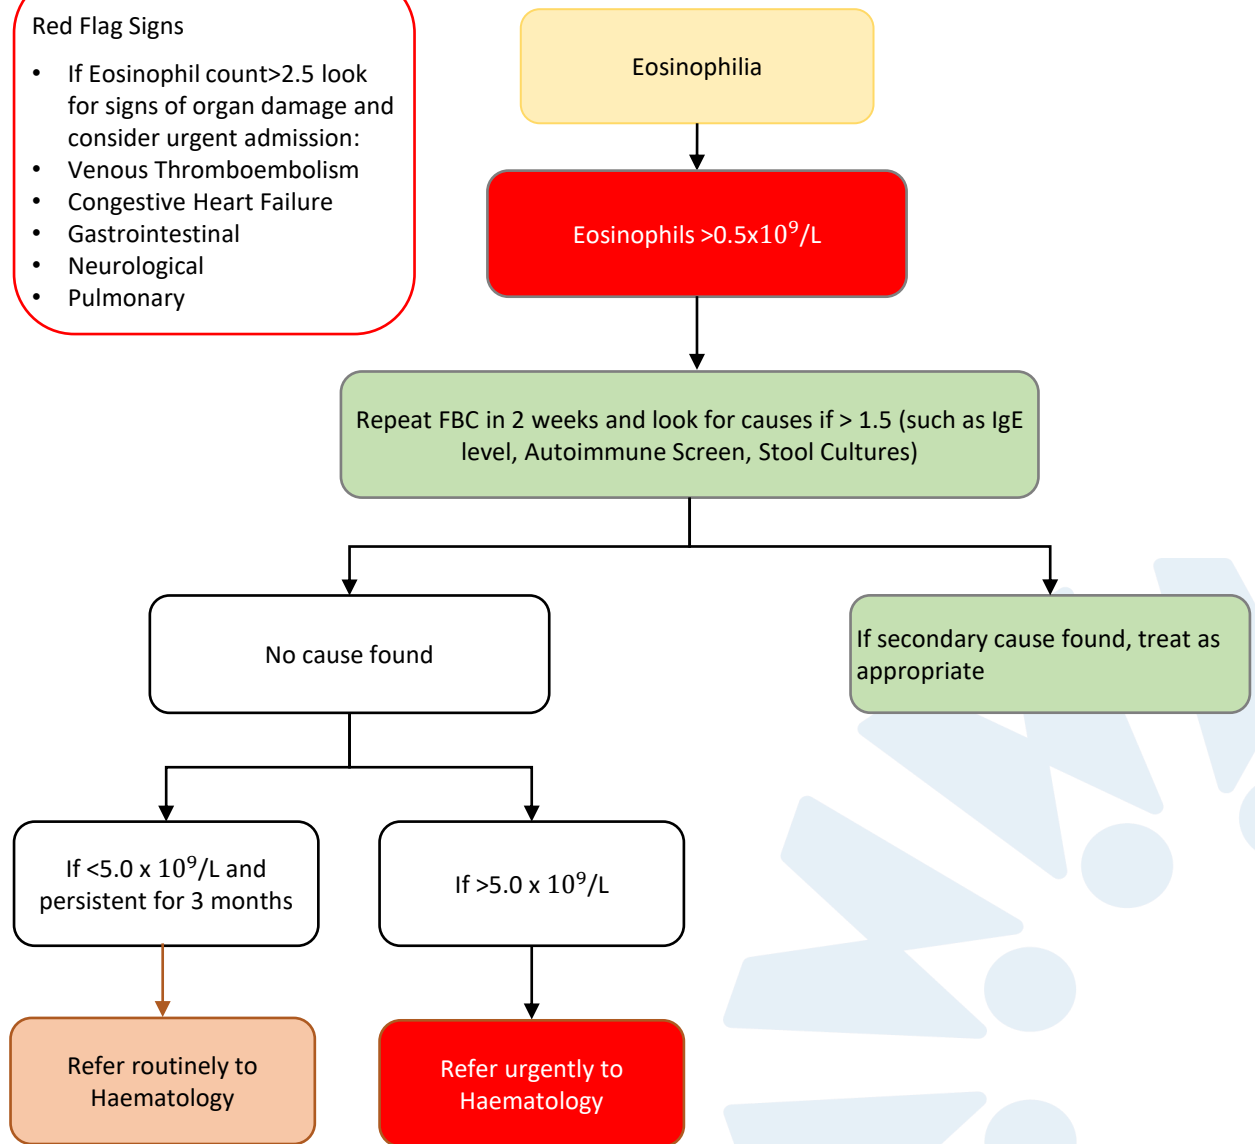 Red Flag Signs
• If Eosinophil count>2.5 look
for signs of organ damage and
consider urgent admission:
• Venous Thromboembolism
• Congestive Heart Failure
• Gastrointestinal
• Neurological
• Pulmonary
Eosinophilia
Eosinophils >0.5x10⁹/L
Repeat FBC in 2 weeks and look for causes if > 1.5 (such as IgE
level, Autoimmune Screen, Stool Cultures)
No cause found
If secondary cause found, treat as
appropriate
If <5.0 x 10⁹/L and
persistent for 3 months
If >5.0 x 10⁹/L
Refer routinely to
Haematology
Refer urgently to
Haematology